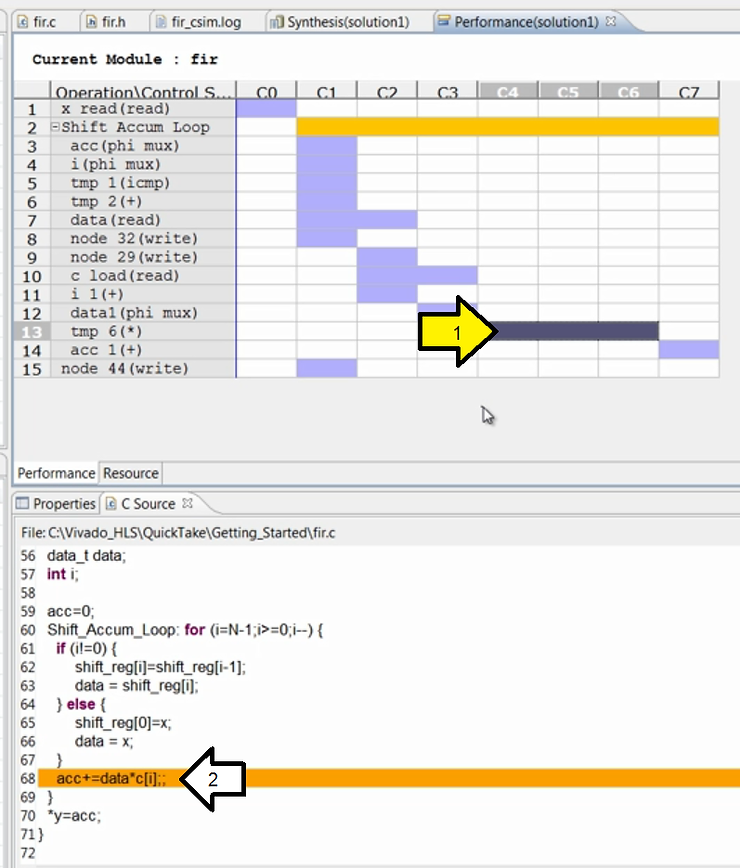 fir.c fir.h fir_csim.log Synthesis(solution1) Performance(solution1)
Current Module : fir
Operation\Control S... C0 C1 C2 C3 C4 C5 C6 C7
1 x read(read)
2 Shift Accum Loop
3 acc(phi mux)
4 i(phi mux)
5 tmp 1(icmp)
6 tmp 2(+)
7 data(read)
8 node 32(write)
9 node 29(write)
10 c load(read)
11 i 1(+)
12 data1(phi mux)
13 tmp 6(*)
1
14 acc 1(+)
15 node 44(write)
Performance Resource
Properties C Source
File: C:\Vivado_HLS\QuickTake\Getting_Started\fir.c
56 data_t data;
57 int i;
58
59 acc=0;
60 Shift_Accum_Loop: for (i=N-1;i>=0;i--) {
61 if (i!=0) {
62 shift_reg[i]=shift_reg[i-1];
63 data = shift_reg[i];
64 } else {
65 shift_reg[0]=x;
66 data = x;
67 }
68 acc+=data*c[i];;
2
69 }
70 *y=acc;
71 }
72